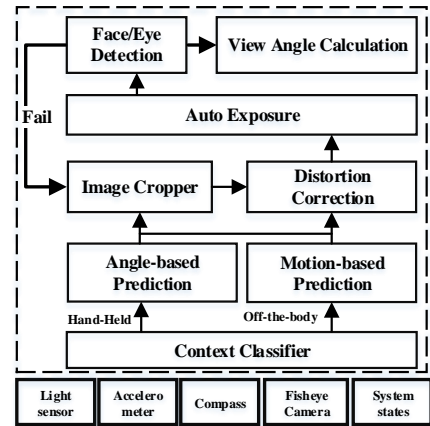 Face/Eye
Detection
View Angle Calculation
Fail
Auto Exposure
Image Cropper
Distortion
Correction
Angle-based
Prediction
Motion-based
Prediction
Hand-Held
Off-the-body
Context Classifier
Light
sensor
Accelero
meter
Compass
Fisheye
Camera
System
states